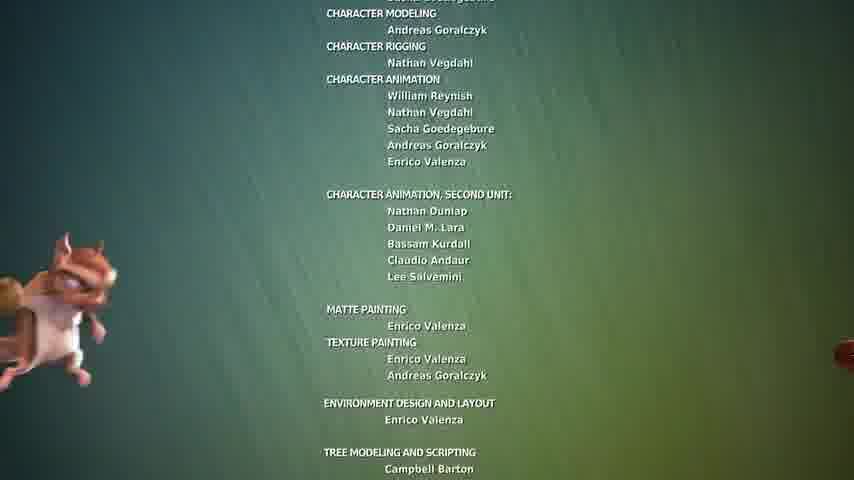 CHARACTER MODELING
Andreas Goralczyk
CHARACTER RIGGING
Nathan Vegdahl
CHARACTER ANIMATION
William Reynish
Nathan Vegdahl
Sacha Goedegebure
Andreas Goralczyk
Enrico Valenza
CHARACTER ANIMATION, SECOND UNIT:
Nathan Dunlap
Daniel M. Lara
Bassam Kurdali
Claudio Andaur
Lee Salvemini
MATTE PAINTING
Enrico Valenza
TEXTURE PAINTING
Enrico Valenza
Andreas Goralczyk
ENVIRONMENT DESIGN AND LAYOUT
Enrico Valenza
TREE MODELING AND SCRIPTING
Campbell Barton